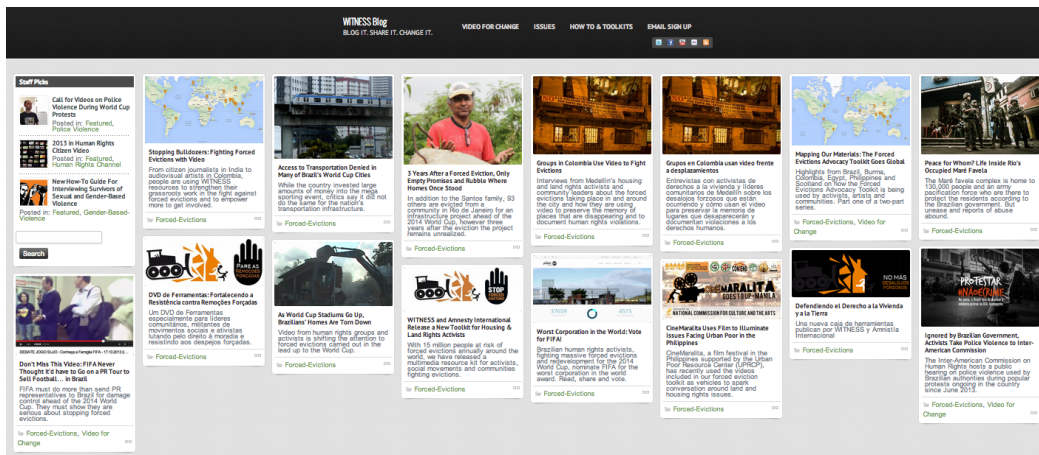 WITNESS Blog
BLOG IT. SHARE IT. CHANGE IT.
VIDEO FOR CHANGE
ISSUES
HOW TO & TOOLKITS
EMAIL SIGN UP
Staff Picks
Call for Videos on Police
Violence During World Cup
Protests
Posted in: Featured,
Police Violence
2013 in Human Rights
Citizen Video
Posted in: Featured,
Human Rights Channel
New How-To Guide For
Interviewing Survivors of
Sexual and Gender-Based
Violence
Posted in: Featured, Gender-Based-
Violence
Search
DEBATE JOGO SUJO - Começa a Fanfare FIFA - 17.10.2013...
Don't Miss This Video: FIFA Never
Thought It'd have to Go on a PR Tour to
Sell Football... in Brazil
FIFA must do more than send PR
representatives to Brazil for damage
control ahead of the 2014 World
Cup. They must show they are
serious about stopping forced
evictions.
Forced-Evictions, Video for
Change
Stopping Bulldozers: Fighting Forced
Evictions with Video
From citizen journalists in India to
audiovisual artists in Colombia,
people are using WITNESS
resources to strengthen their
work in the fight against
forced evictions and to empower
more to get involved.
Forced-Evictions
PAREAS
REMOÇÕES
FORÇADAS
DVD de Ferramentas: Fortalecendo a
Resistência contra Remoções Forçadas
Um DVD de Ferramentas
especialmente para líderes
comunitários, militantes de
movimentos sociais e ativistas
lutando pelo direito à moradia e
resistindo aos despejos forçados.
Forced-Evictions
Access to Transportation Denied in
Many of Brazil's World Cup Cities
While the country invested large
amounts of money into the mega
sporting event, critics say it did not
do the same for the nation's
transportation infrastructure.
Forced-Evictions
As World Cup Stadiums Go Up,
Brazilians' Homes Are Torn Down
Video from human rights groups and
activists is shifting the attention to
forced evictions carried out in the
lead up to the World Cup.
Forced-Evictions
3 Years After a Forced Eviction, Only
Empty Promises and Rubble Where
Homes Once Stood
In addition to the Santos family, 93
others are evicted from a
community in Rio de Janeiro for an
infrastructure project ahead of the
2014 World Cup, however three
years after the eviction the project
remains unrealized.
Forced-Evictions
STOP
FORCED
EVICTION
WITNESS and Amnesty International
Release a New Toolkit for Housing &
Land Rights Activists
With 15 million people at risk of
forced evictions annually around the
world, we have released a
multimedia resource kit for activists,
social movements and communities
fighting evictions.
Forced-Evictions
Groups in Colombia Use Video to Fight
Evictions
Interviews from Medellín's housing
and land rights activists and
community leaders about the forced
evictions taking place in and around
the city and how they are using
video to preserve the memory of
places that are disappearing and to
document human rights violations.
Forced-Evictions
37659
4515
Worst Corporation in the World: Vote
for FIFA!
Brazilian human rights activists,
fighting massive forced evictions
and redevelopment for the 2014
World Cup, nominate FIFA for the
worst corporation in the world
award. Read, share and vote.
Forced-Evictions
Grupos en Colombia usan video frente
a desplazamientos
Entrevistas con activistas de
derechos a la vivienda y líderes
comunitarios de Medellín sobre los
desalojos forzosos que están
ocurriendo y cómo usan el video
para preservar la memoria de
lugares que desaparecerán y
documentan violaciones a los
derechos humanos.
Forced-Evictions
CINEMARALITA
GOES TO UP-MANILA
NATIONAL COMMISSION FOR CULTURE AND THE ARTS
CineMaralita Uses Film to Illuminate
Issues Facing Urban Poor in the
Philippines
CineMaralita, a film festival in the
Philippines supported by the Urban
Poor Resource Center (UPRCP),
has recently used the videos
included in our forced eviction
toolkit as vehicles to spark
conversation around land and
housing rights issues.
Forced-Evictions
Mapping Our Materials: The Forced
Evictions Advocacy Toolkit Goes Global
Highlights from Brazil, Burma,
Colombia, Egypt, Philippines and
Scotland on how the Forced
Evictions Advocacy Toolkit is being
used by activists, artists and
communities. Part one of a two-part
series.
Forced-Evictions, Video for
Change
NO MÁS
DESALOJOS
FORZOSOS
Defendiendo el Derecho a la Vivienda
y a la Tierra
Una nueva caja de herramientas
publican por WITNESS y Amnistía
Internacional
Forced-Evictions
Peace for Whom? Life Inside Rio's
Occupied Maré Favela
The Maré favela complex is home to
130,000 people and an army
pacification force who are there to
protect the residents according to
the Brazilian government. But
unease and reports of abuse
abound.
Forced-Evictions
PROTESTAR
#NAOECRIME
Ignored by Brazilian Government,
Activists Take Police Violence to Inter-
American Commission
The Inter-American Commission on
Human Rights hosts a public
hearing on police violence used by
Brazilian authorities during popular
protests ongoing in the country
since June 2013.
Forced-Evictions, Video for
Change